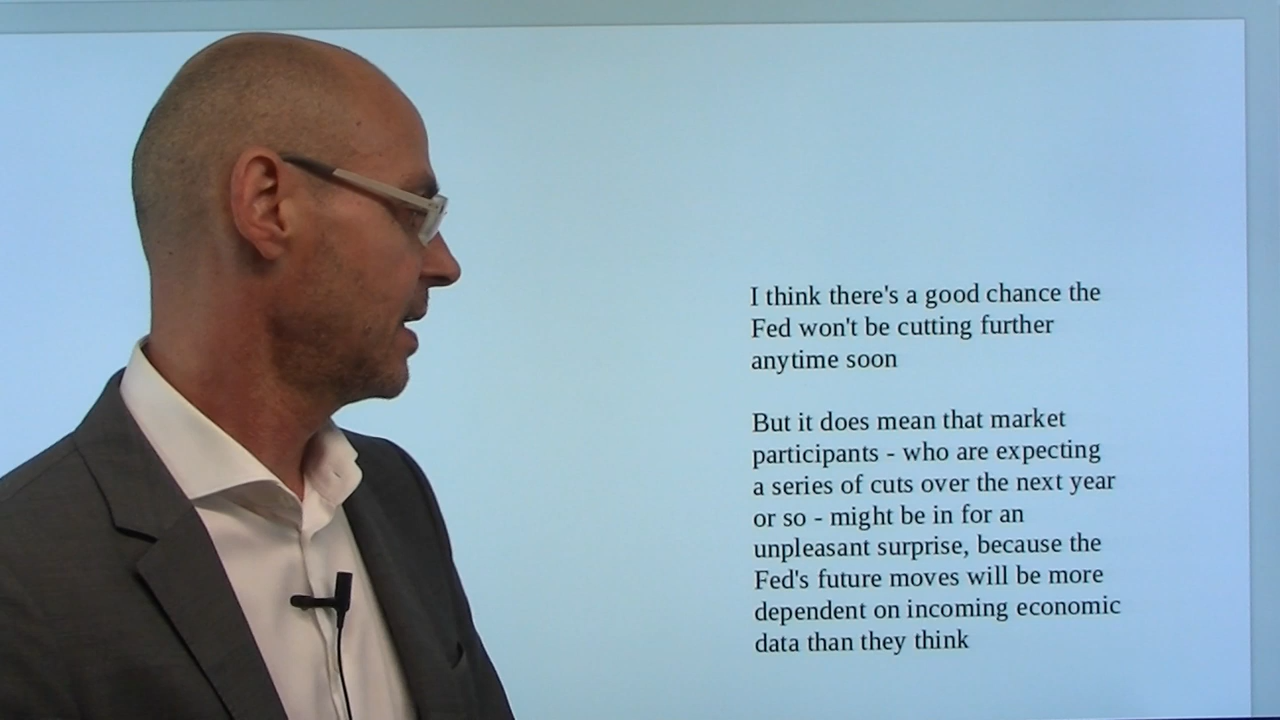 I think there's a good chance the
Fed won't be cutting further
anytime soon
But it does mean that market
participants - who are expecting
a series of cuts over the next year
or so - might be in for an
unpleasant surprise, because the
Fed's future moves will be more
dependent on incoming economic
data than they think